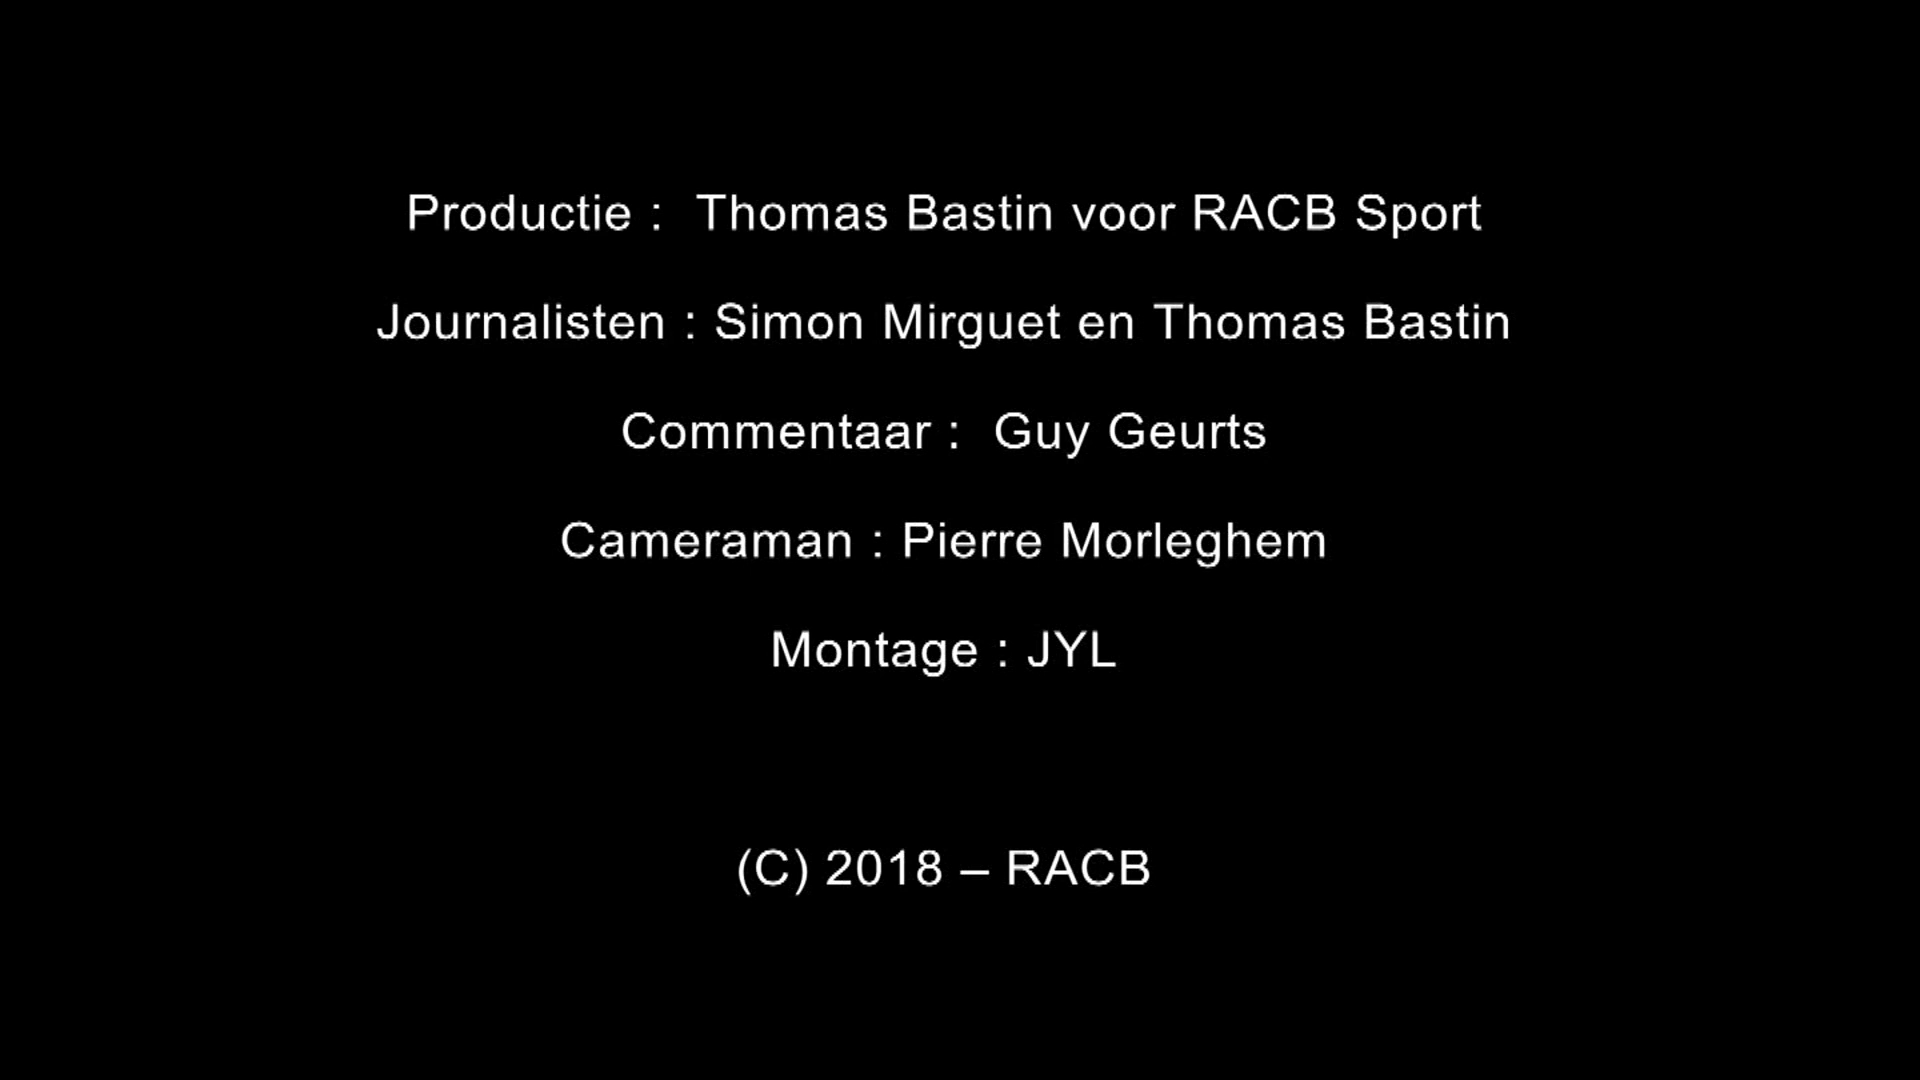 Productie :  Thomas Bastin voor RACB Sport
Journalisten : Simon Mirguet en Thomas Bastin
Commentaar :  Guy Geurts
Cameraman : Pierre Morleghem
Montage : JYL
(C) 2018 – RACB